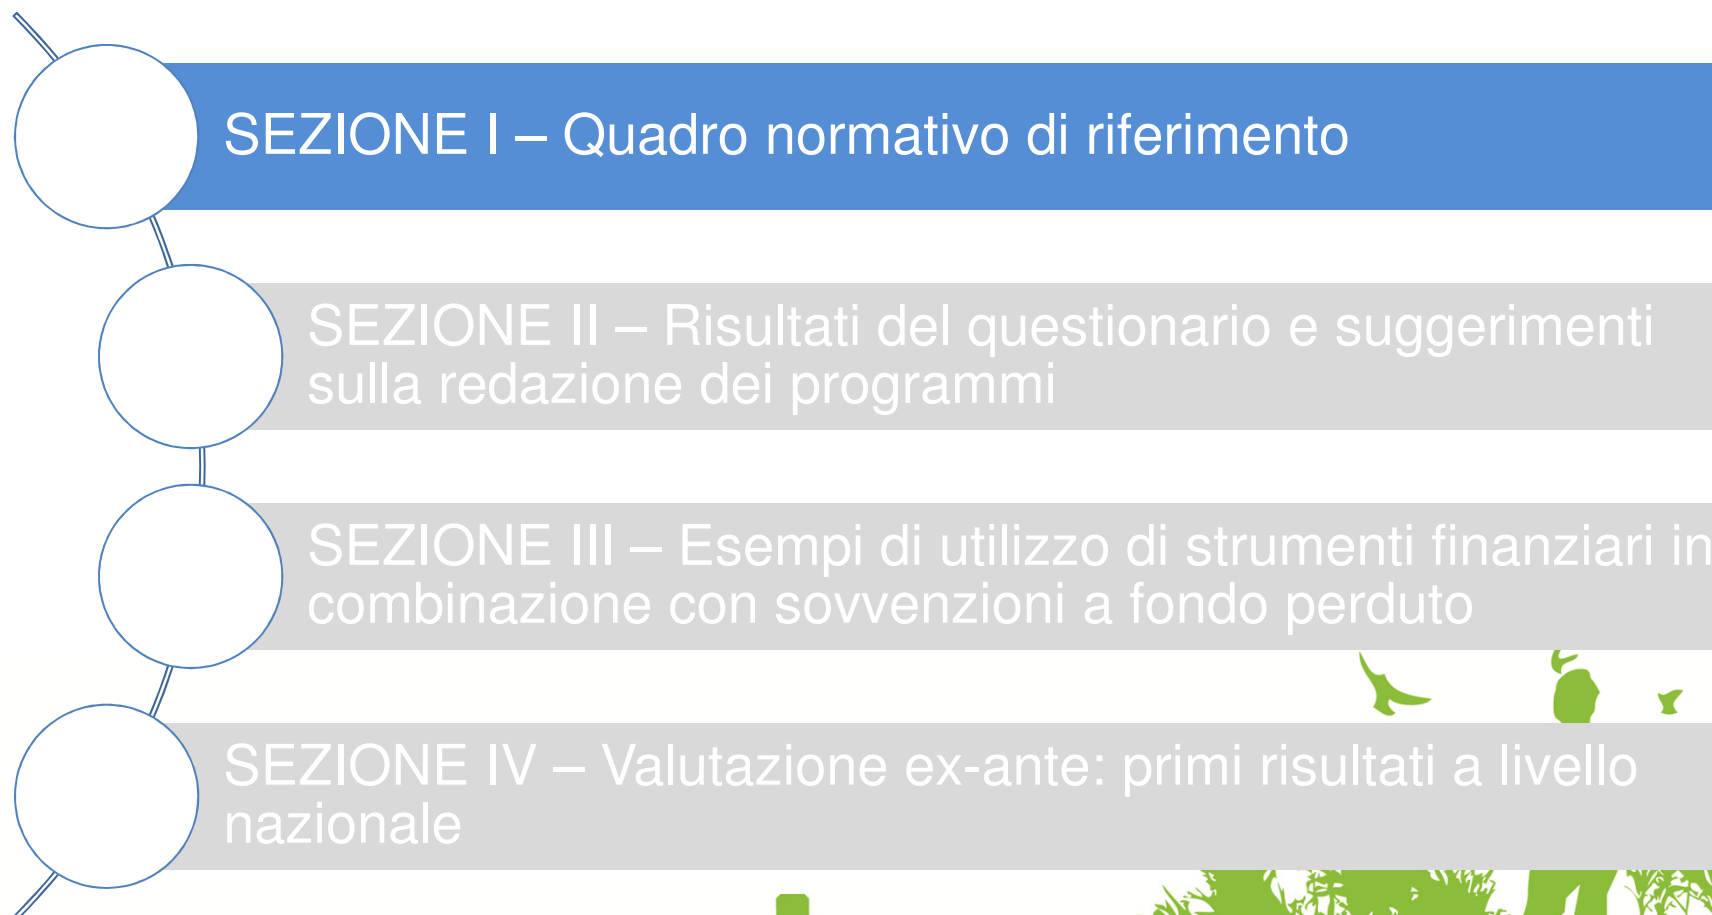 SEZIONE I – Quadro normativo di riferimento
SEZIONE II – Risultati del questionario e suggerimenti
sulla redazione dei programmi
SEZIONE III – Esempi di utilizzo di strumenti finanziari in
combinazione con sovvenzioni a fondo perduto
SEZIONE IV – Valutazione ex-ante: primi risultati a livello
nazionale